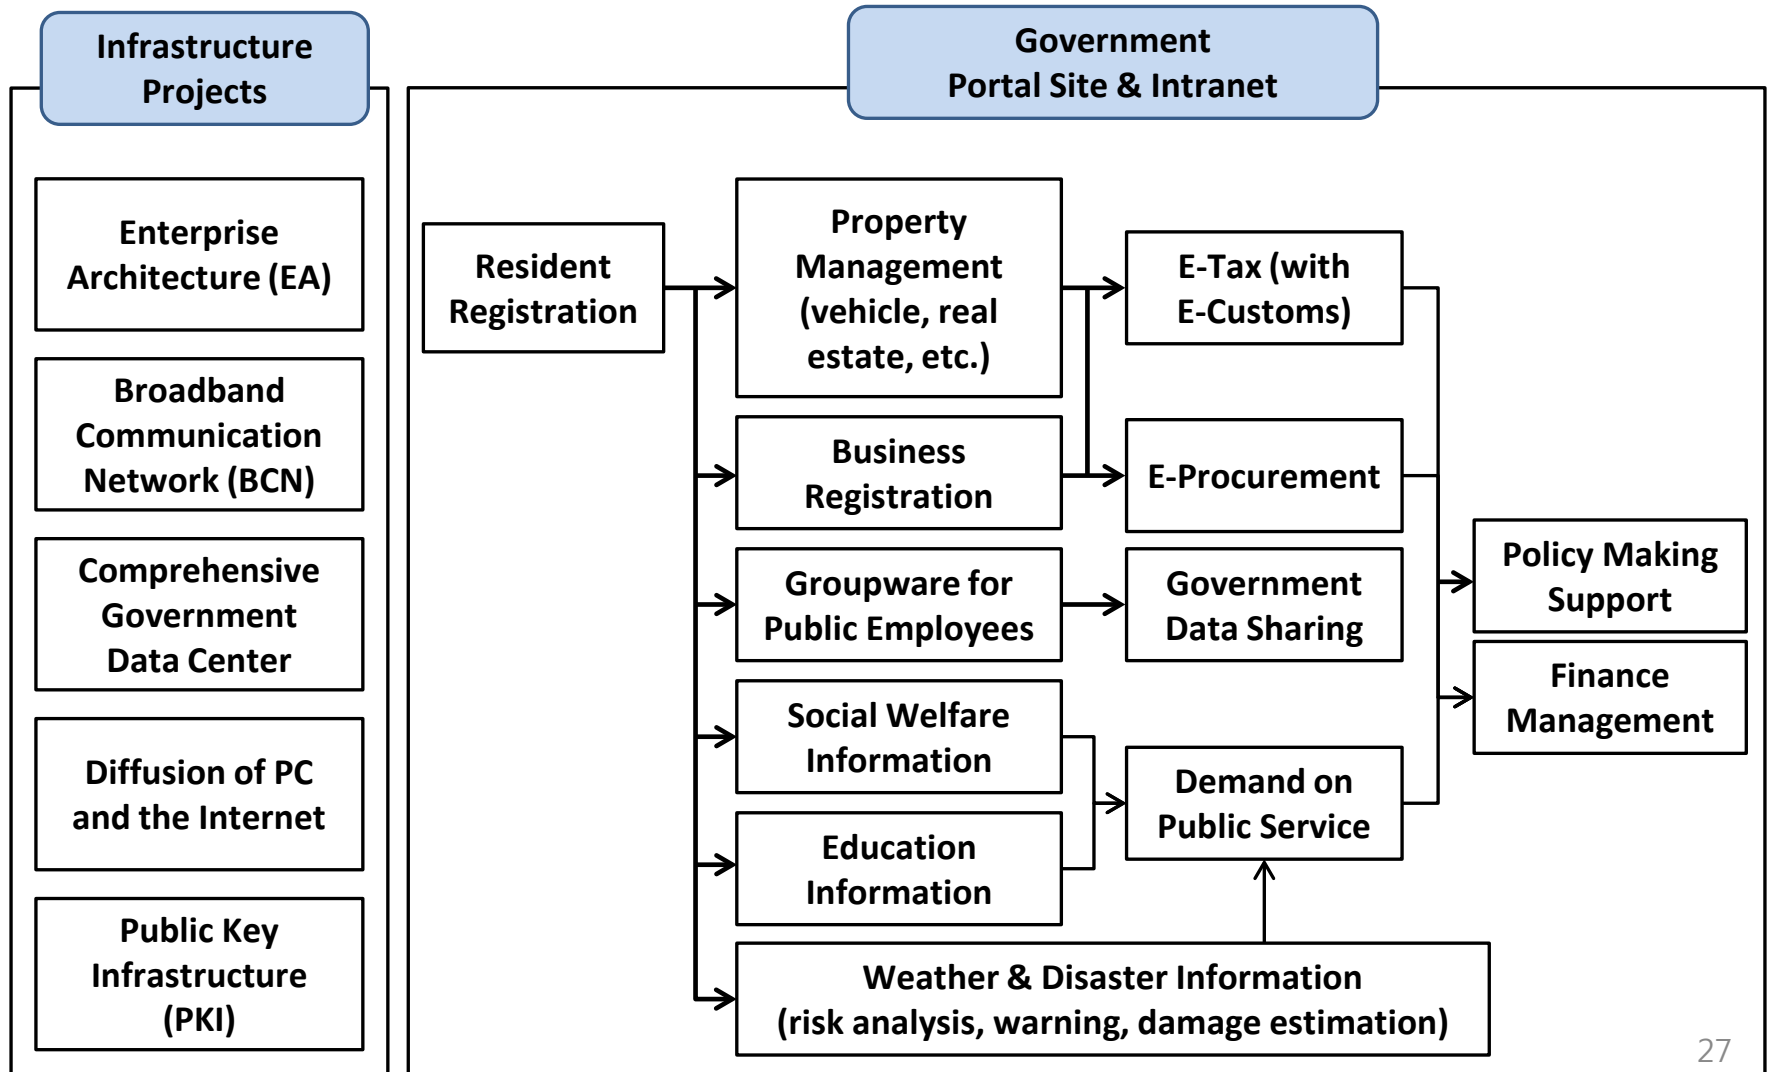 Infrastructure
Projects
Enterprise
Architecture (EA)
Broadband
Communication
Network (BCN)
Comprehensive
Government
Data Center
Diffusion of PC
and the Internet
Public Key
Infrastructure
(PKI)
Government
Portal Site & Intranet
Resident
Registration
Property
Management
(vehicle, real
estate, etc.)
Business
Registration
Groupware for
Public Employees
Social Welfare
Information
Education
Information
Weather & Disaster Information
(risk analysis, warning, damage estimation)
E-Tax (with
E-Customs)
E-Procurement
Government
Data Sharing
Demand on
Public Service
Policy Making
Support
Finance
Management
27